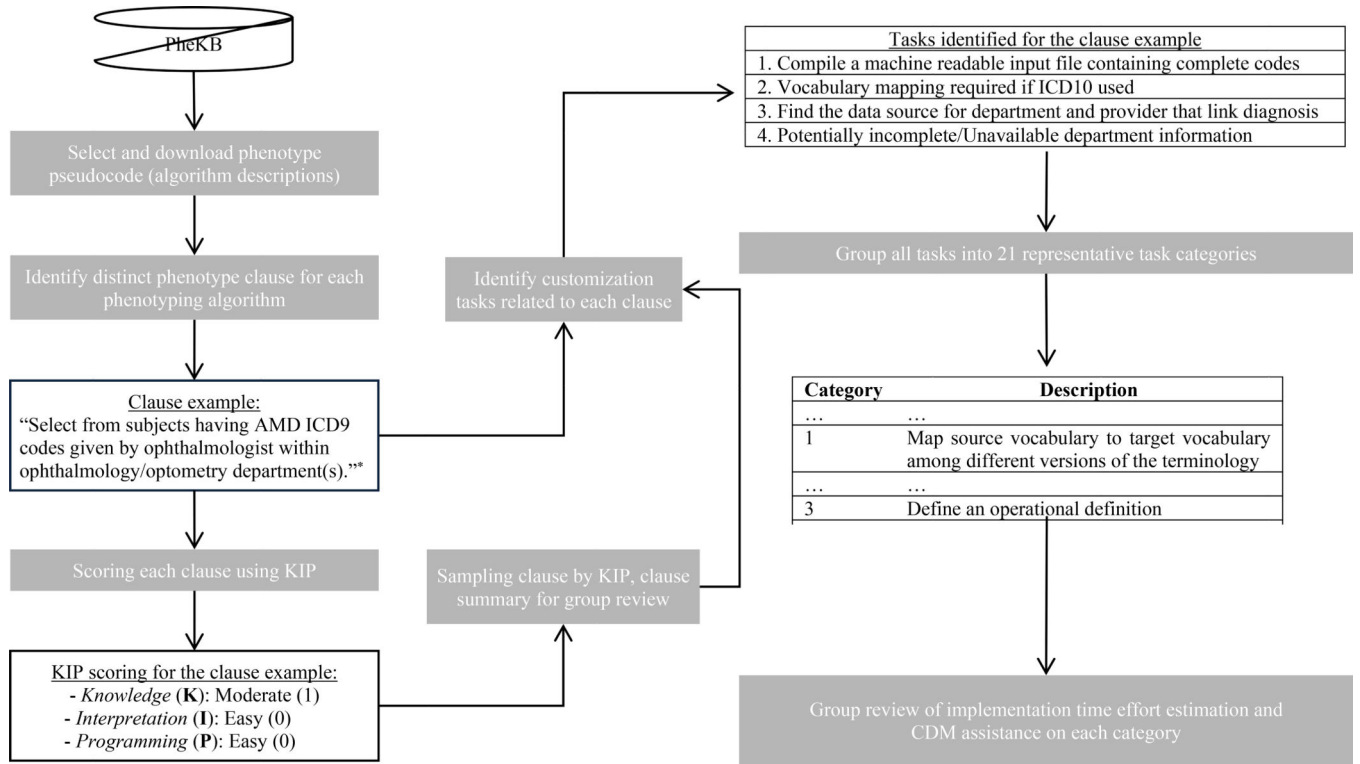 PheKB
Select and download phenotype
pseudocode (algorithm descriptions)
Identify distinct phenotype clause for each
phenotyping algorithm
Clause example:
“Select from subjects having AMD ICD9
codes given by ophthalmologist within
ophthalmology/optometry department(s).”*
Scoring each clause using KIP
KIP scoring for the clause example:
- Knowledge (K): Moderate (1)
- Interpretation (I): Easy (0)
- Programming (P): Easy (0)
Sampling clause by KIP, clause
summary for group review
Identify customization
tasks related to each clause
Tasks identified for the clause example
1. Compile a machine readable input file containing complete codes
2. Vocabulary mapping required if ICD10 used
3. Find the data source for department and provider that link diagnosis
4. Potentially incomplete/Unavailable department information
Group all tasks into 21 representative task categories
Category Description
… …
1 Map source vocabulary to target vocabulary
among different versions of the terminology
… …
3 Define an operational definition
Group review of implementation time effort estimation and
CDM assistance on each category